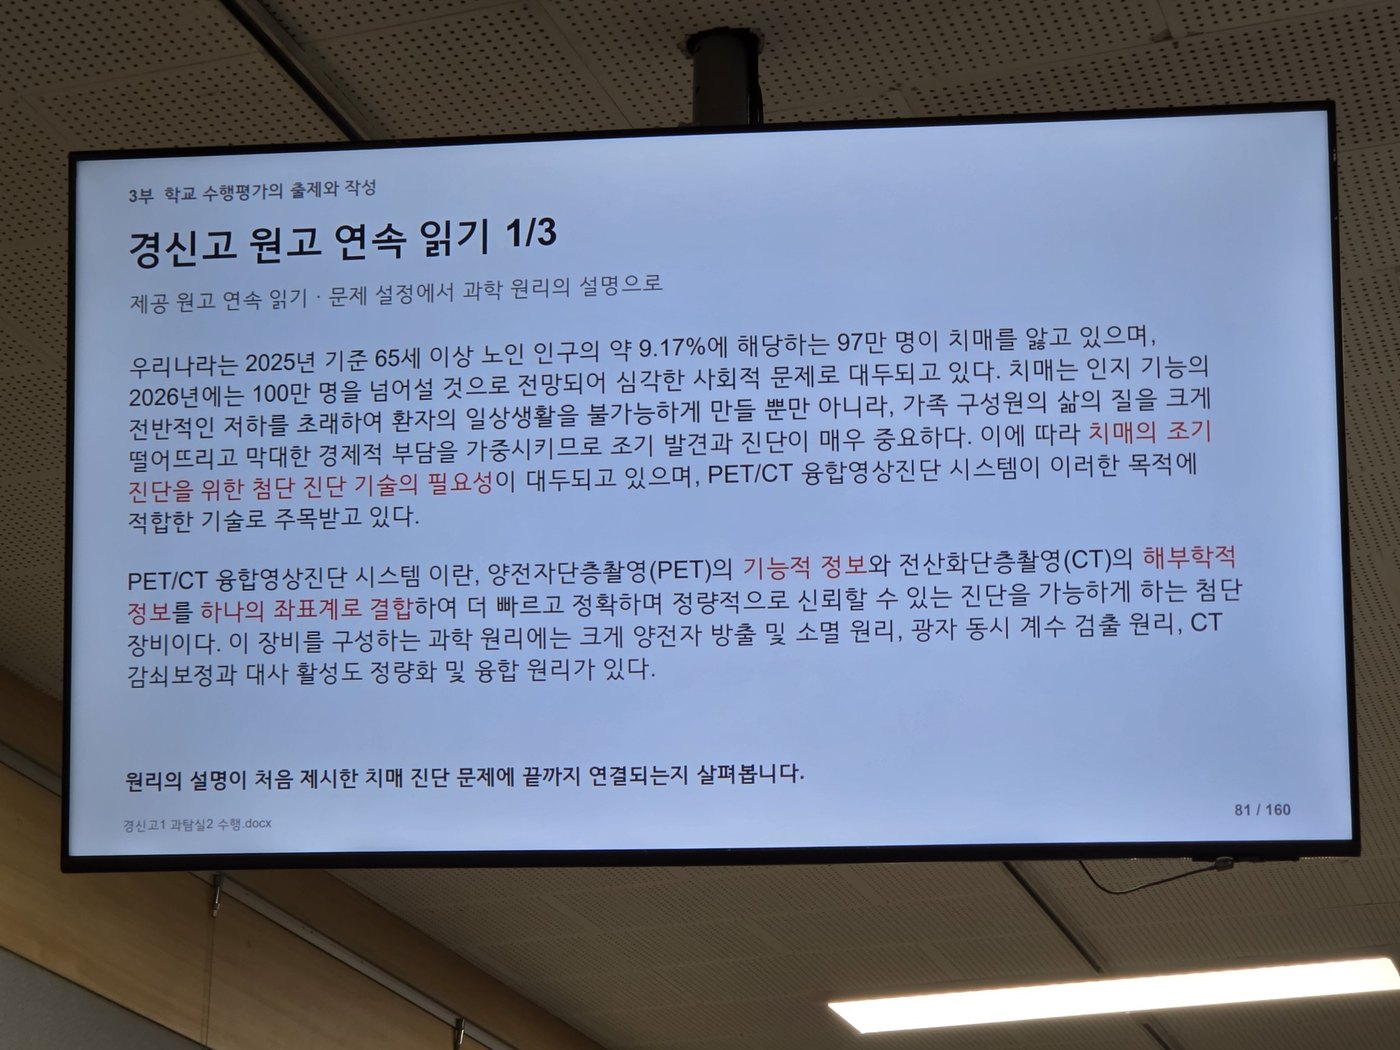 3부 학교 수행평가의 출제와 작성
경신고 원고 연속 읽기 1/3
제공 원고 연속 읽기 · 문제 설정에서 과학 원리의 설명으로
우리나라는 2025년 기준 65세 이상 노인 인구의 약 9.17%에 해당하는 97만 명이 치매를 앓고 있으며,
2026년에는 100만 명을 넘어설 것으로 전망되어 심각한 사회적 문제로 대두되고 있다. 치매는 인지 기능의
전반적인 저하를 초래하여 환자의 일상생활을 불가능하게 만들 뿐만 아니라, 가족 구성원의 삶의 질을 크게
떨어뜨리고 막대한 경제적 부담을 가중시키므로 조기 발견과 진단이 매우 중요하다. 이에 따라 치매의 조기
진단을 위한 첨단 진단 기술의 필요성이 대두되고 있으며, PET/CT 융합영상진단 시스템이 이러한 목적에
적합한 기술로 주목받고 있다.
PET/CT 융합영상진단 시스템 이란, 양전자단층촬영(PET)의 기능적 정보와 전산화단층촬영(CT)의 해부학적
정보를 하나의 좌표계로 결합하여 더 빠르고 정확하며 정량적으로 신뢰할 수 있는 진단을 가능하게 하는 첨단
장비이다. 이 장비를 구성하는 과학 원리에는 크게 양전자 방출 및 소멸 원리, 광자 동시 계수 검출 원리, CT
감쇠보정과 대사 활성도 정량화 및 융합 원리가 있다.
원리의 설명이 처음 제시한 치매 진단 문제에 끝까지 연결되는지 살펴봅니다.
경신고1 과탐실2 수행.docx
81 / 160